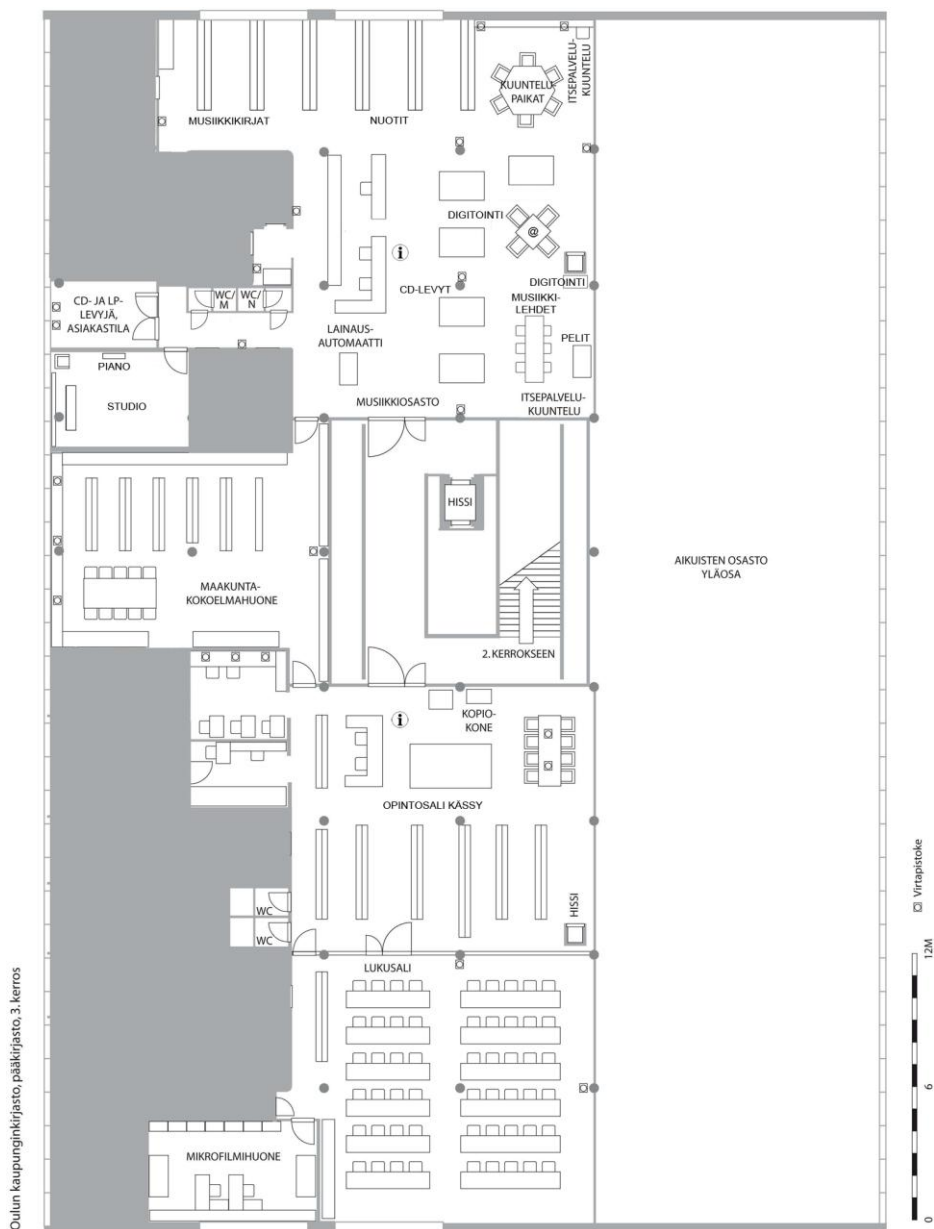 MUSIIKKIKIRJAT
NUOTIT
KUUNTELU-
PAIKAT
ITSEPALVELU-
KUUNTELU
DIGITOINTI
@
i
CD-LEVYT
DIGITOINTI
MUSIIKKI-
LEHDET
PELIT
ITSEPALVELU-
KUUNTELU
LAINAUS-
AUTOMAATTI
MUSIIKKIOSASTO
WC/
M
WC/
N
CD- JA LP-
LEVYJÄ,
ASIAKASTILA
PIANO
STUDIO
HISSI
MAAKUNTA-
KOKOELMAHUONE
2. KERROKSEEN
AIKUISTEN OSASTO
YLÄOSA
i
KOPIO-
KONE
OPINTOSALI KÄSSY
WC
WC
HISSI
LUKUSALI
MIKROFILMIHUONE
Oulun kaupunginkirjasto, pääkirjasto, 3. kerros
Virtapistoke
0
6
12M